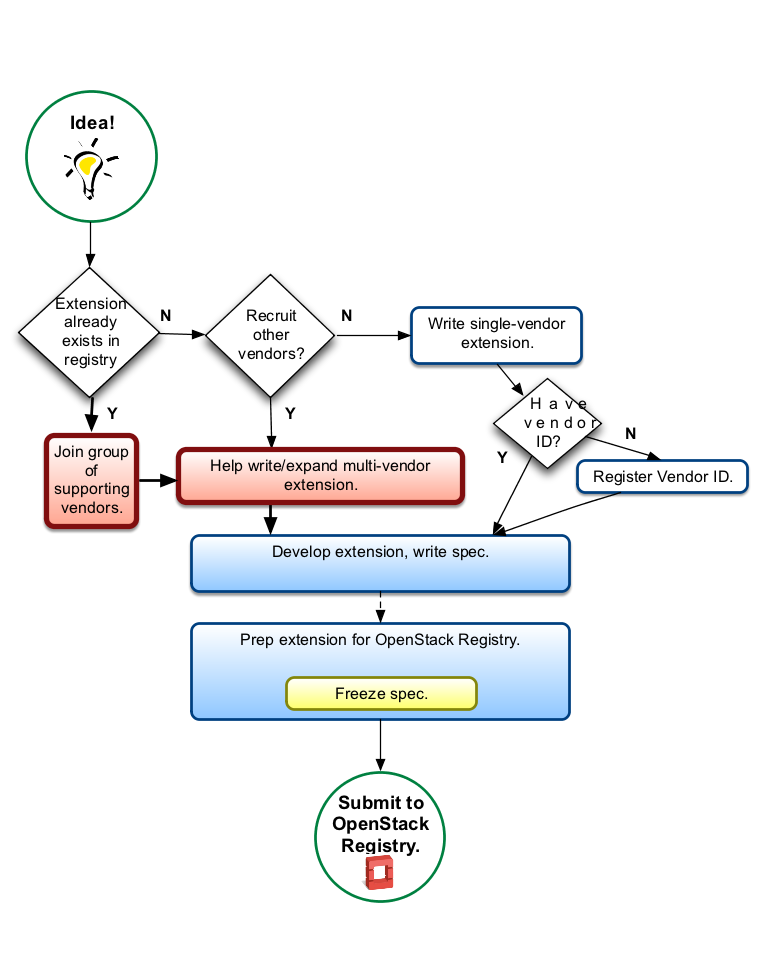 Idea!
Extension
already
exists in
registry
N
Recruit
other
vendors?
N
Write single-vendor
extension.
Y
Y
Have
vendor
ID?
N
Y
Register Vendor ID.
Join group
of
supporting
vendors.
Help write/expand multi-vendor
extension.
Develop extension, write spec.
Prep extension for OpenStack Registry.
Freeze spec.
Submit to
OpenStack
Registry.